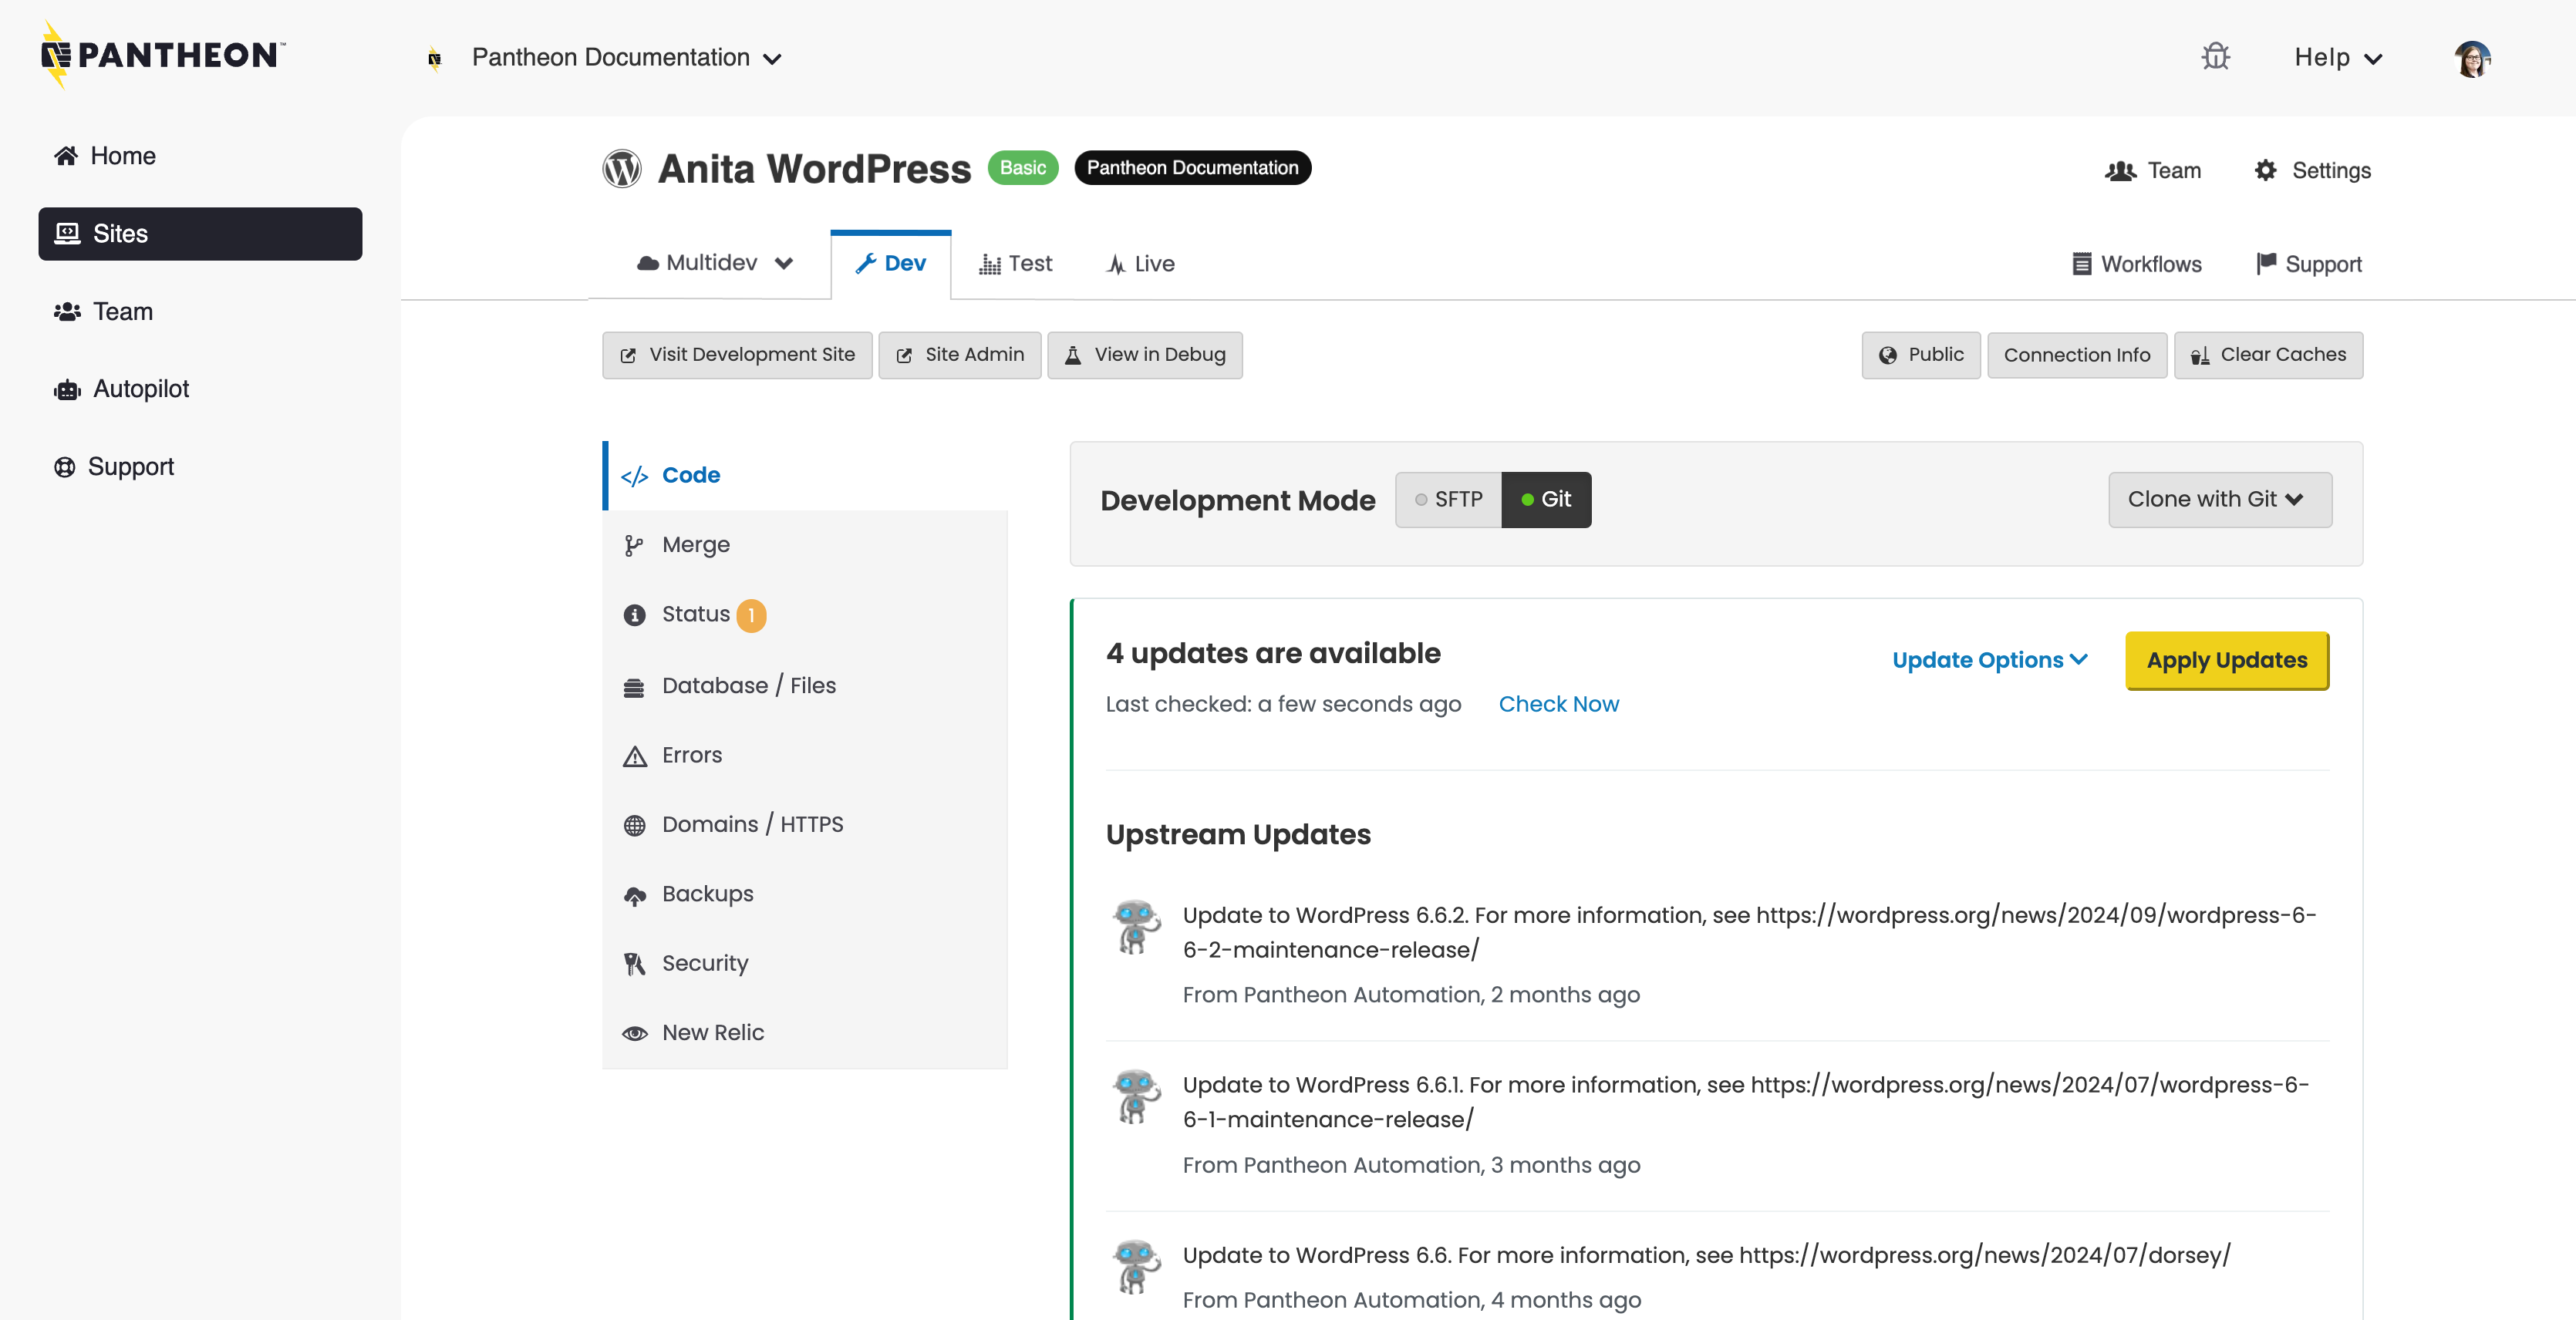 PANTHEON™
Pantheon Documentation
Help
Home
Sites
Team
Autopilot
Support
Anita WordPress
Basic
Pantheon Documentation
Team
Settings
Multidev
Dev
Test
Live
Workflows
Support
Visit Development Site
Site Admin
View in Debug
Public
Connection Info
Clear Caches
Code
Merge
Status 1
Database / Files
Errors
Domains / HTTPS
Backups
Security
New Relic
Development Mode
SFTP
Git
Clone with Git
4 updates are available
Update Options
Apply Updates
Last checked: a few seconds ago
Check Now
Upstream Updates
Update to WordPress 6.6.2. For more information, see https://wordpress.org/news/2024/09/wordpress-6-
6-2-maintenance-release/
From Pantheon Automation, 2 months ago
Update to WordPress 6.6.1. For more information, see https://wordpress.org/news/2024/07/wordpress-6-
6-1-maintenance-release/
From Pantheon Automation, 3 months ago
Update to WordPress 6.6. For more information, see https://wordpress.org/news/2024/07/dorsey/
From Pantheon Automation, 4 months ago